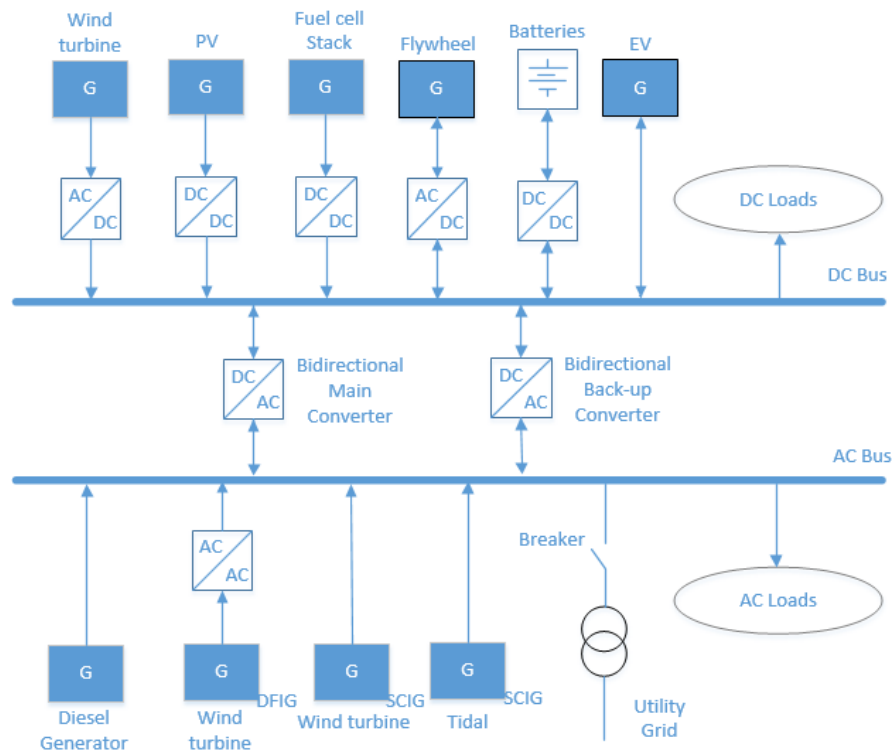 Wind
turbine
PV
Fuel cell
Stack
Flywheel
Batteries
EV
G
G
G
G
G
AC
DC
DC
DC
DC
DC
AC
DC
DC
DC
DC Loads
DC Bus
DC
AC
Bidirectional
Main
Converter
DC
AC
Bidirectional
Back-up
Converter
AC Bus
AC
AC
Breaker
AC Loads
G
G
G
G
Diesel
Generator
Wind
turbine
DFIG
Wind turbine
SCIG
Tidal
SCIG
Utility
Grid